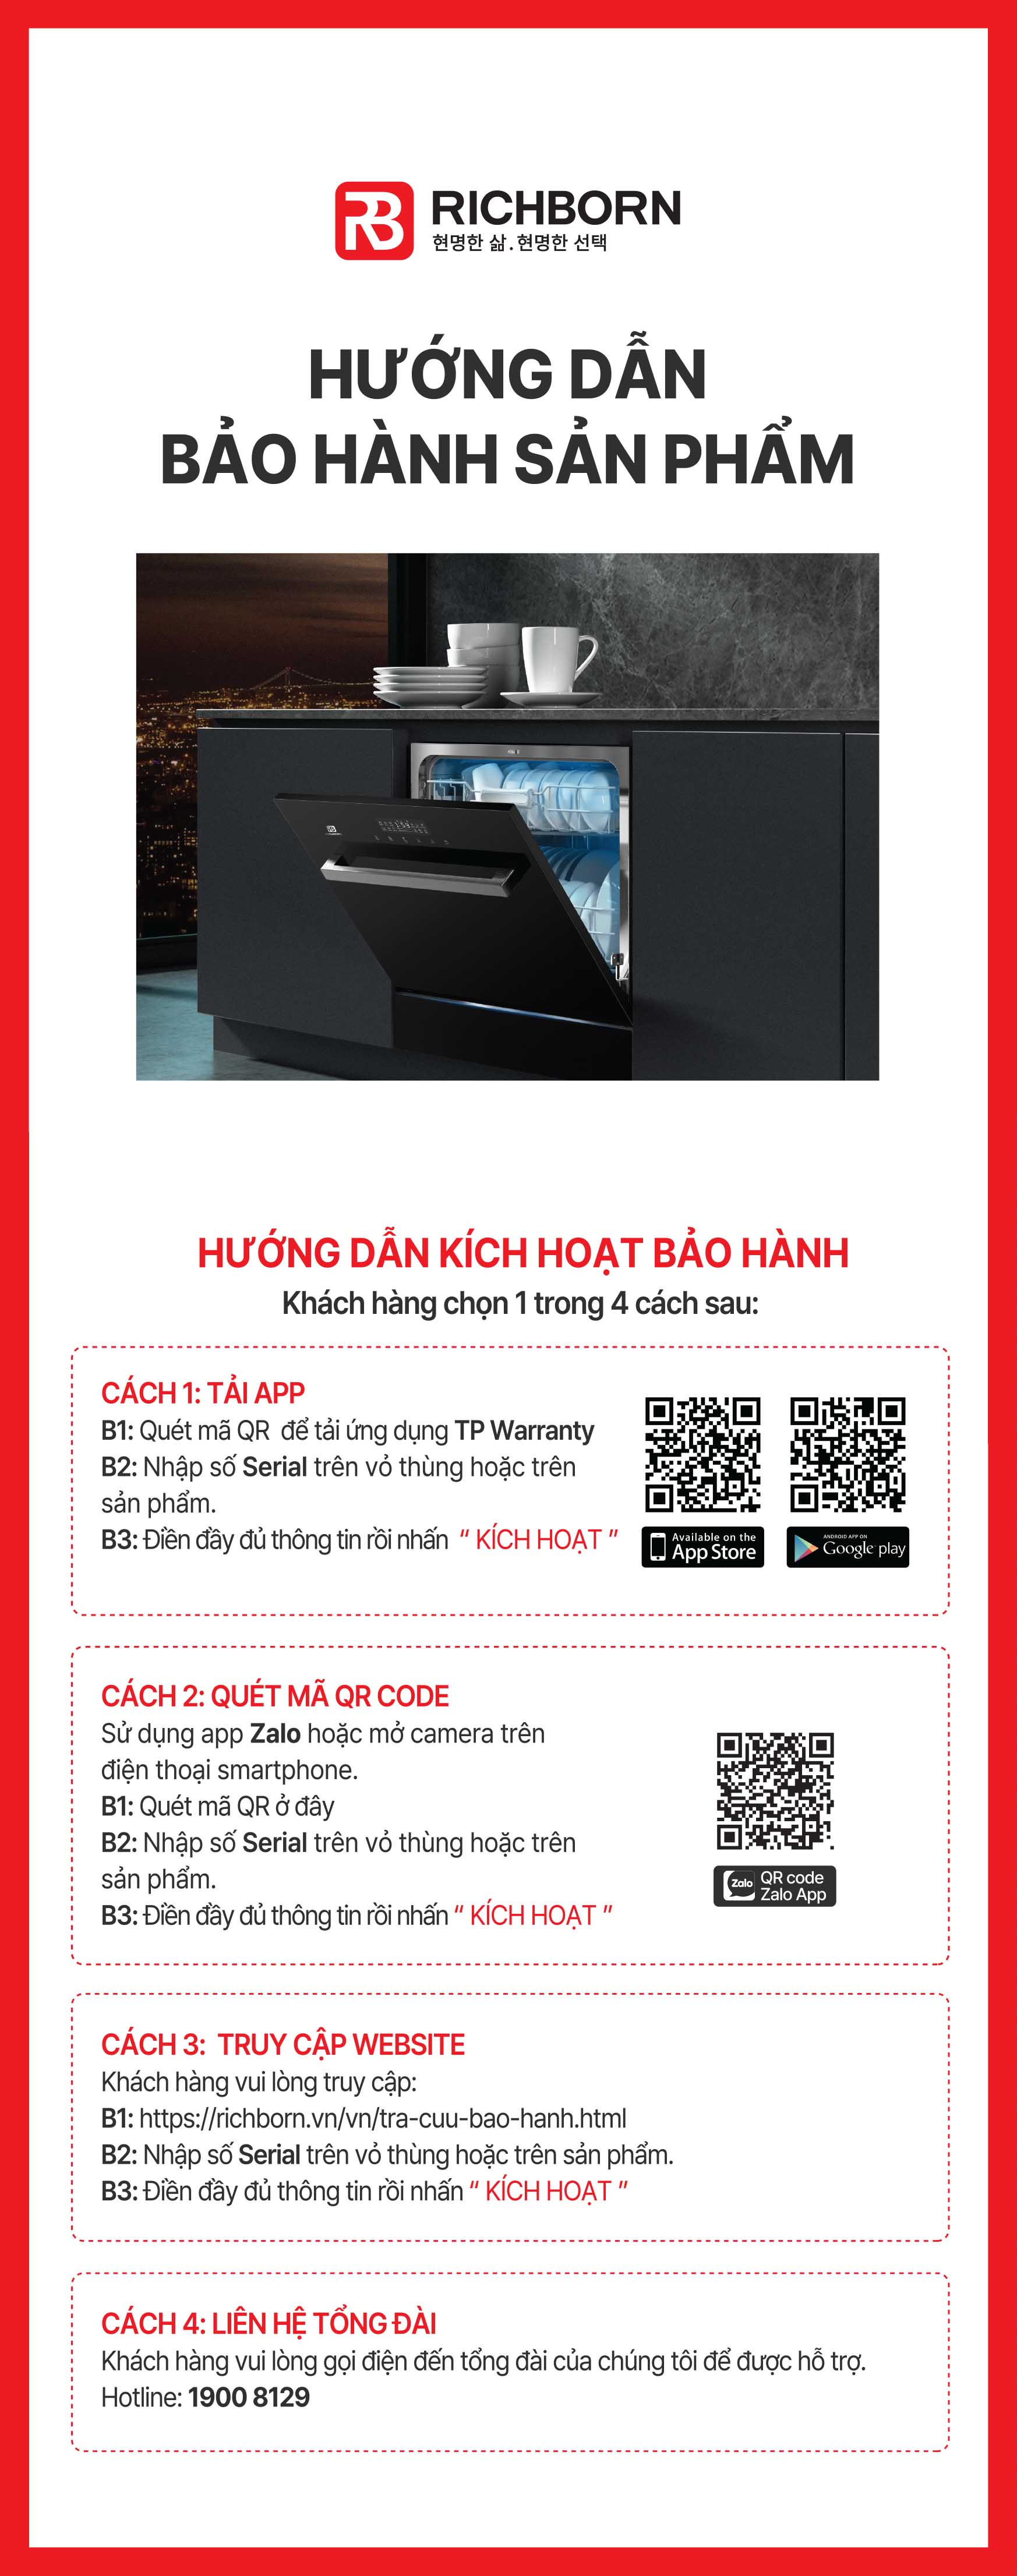 RB
RICHBORN
현명한 삶.현명한 선택
HƯỚNG DẪN
BẢO HÀNH SẢN PHẨM
HƯỚNG DẪN KÍCH HOẠT BẢO HÀNH
Khách hàng chọn 1 trong 4 cách sau:
CÁCH 1: TẢI APP
B1: Quét mã QR để tải ứng dụng TP Warranty
B2: Nhập số Serial trên vỏ thùng hoặc trên
sản phẩm.
B3: Điền đầy đủ thông tin rồi nhấn “ KÍCH HOẠT ”
Available on the
App Store
ANDROID APP ON
Google play
CÁCH 2: QUÉT MÃ QR CODE
Sử dụng app Zalo hoặc mở camera trên
điện thoại smartphone.
B1: Quét mã QR ở đây
B2: Nhập số Serial trên vỏ thùng hoặc trên
sản phẩm.
B3: Điền đầy đủ thông tin rồi nhấn “ KÍCH HOẠT ”
Zalo
QR code
Zalo App
CÁCH 3: TRUY CẬP WEBSITE
Khách hàng vui lòng truy cập:
B1: https://richborn.vn/vn/tra-cuu-bao-hanh.html
B2: Nhập số Serial trên vỏ thùng hoặc trên sản phẩm.
B3: Điền đầy đủ thông tin rồi nhấn “ KÍCH HOẠT ”
CÁCH 4: LIÊN HỆ TỔNG ĐÀI
Khách hàng vui lòng gọi điện đến tổng đài của chúng tôi để được hỗ trợ.
Hotline: 1900 8129